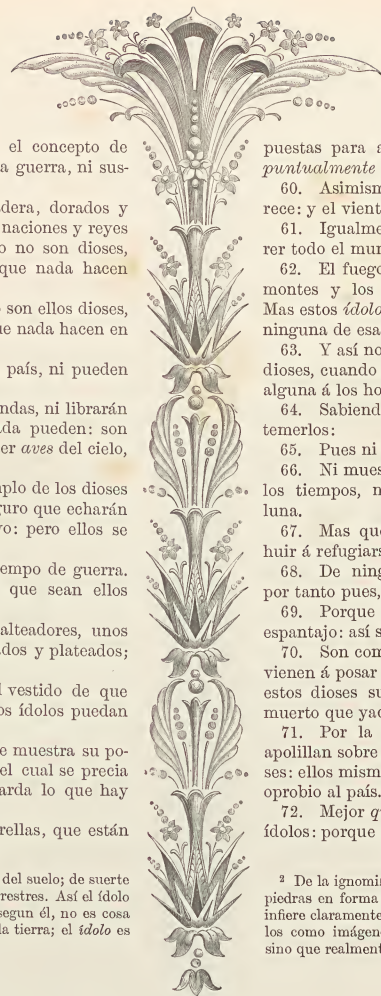 el concepto de
a guerra, ni sus-
dera, dorados y
naciones y reyes
o no son dioses,
que nada hacen
son ellos dioses,
ue nada hacen en
país, ni pueden
ndas, ni librarán
da pueden: son
er aves del cielo,
plo de los dioses
guro que echarán
vo: pero ellos se
empo de guerra.
que sean ellos
alteadores, unos
ados y plateados;
l vestido de que
os ídolos puedan
e muestra su po-
el cual se precia
arda lo que hay
rellas, que están
del suelo; de suerte
restres. Así el ídolo
segun él, no es cosa
la tierra; el ídolo es
puestas para a
puntualmente
60. Asimism
rece: y el vient
61. Igualme
rer todo el mun
62. El fuego
montes y los
Mas estos ídolo
ninguna de esa
63. Y así no
dioses, cuando
alguna á los ho
64. Sabiend
temerlos:
65. Pues ni
66. Ni mues
los tiempos, n
luna.
67. Mas qu
huir á refugiars
68. De ning
por tanto pues,
69. Porque
espantajo: así s
70. Son com
vienen á posar
estos dioses su
muerto que yac
71. Por la
apolillan sobre
ses: ellos mism
oprobio al país.
72. Mejor q
ídolos: porque
2 De la ignomin
piedras en forma
infiere claramente
los como imágen-
sino que realment